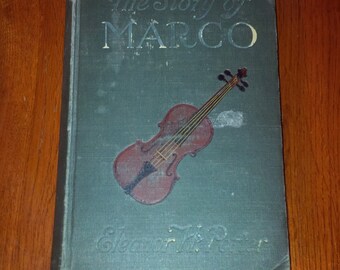 The Story of
MARCO
Eleanor H. Porter